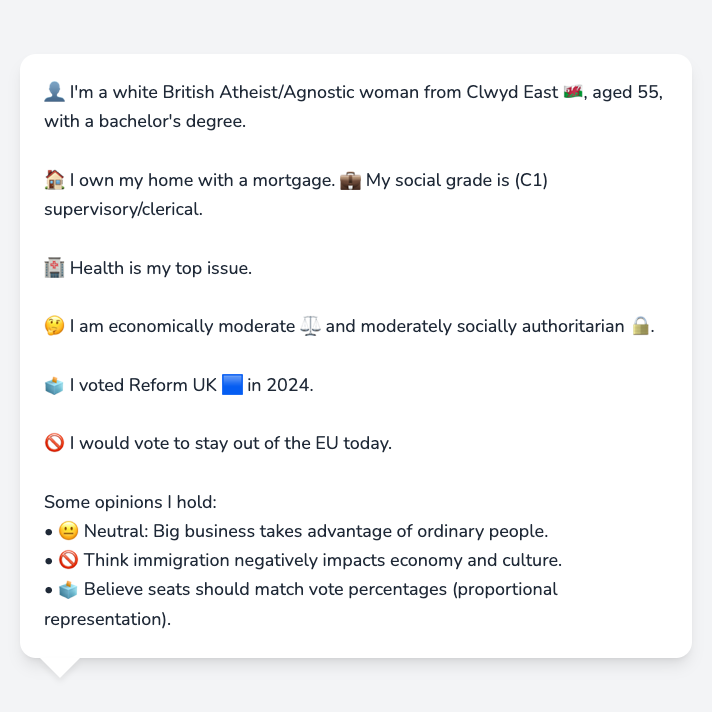 👤 I'm a white British Atheist/Agnostic woman from Clwyd East 🏴󠁧󠁢󠁷󠁬󠁳󠁿, aged 55,
with a bachelor's degree.
🏠 I own my home with a mortgage. 💼 My social grade is (C1)
supervisory/clerical.
🏥 Health is my top issue.
🤔 I am economically moderate ⚖️ and moderately socially authoritarian 🔒.
🗳️ I voted Reform UK 🟦 in 2024.
🚫 I would vote to stay out of the EU today.
Some opinions I hold:
• 😐 Neutral: Big business takes advantage of ordinary people.
• 🚫 Think immigration negatively impacts economy and culture.
• 🗳️ Believe seats should match vote percentages (proportional
representation).